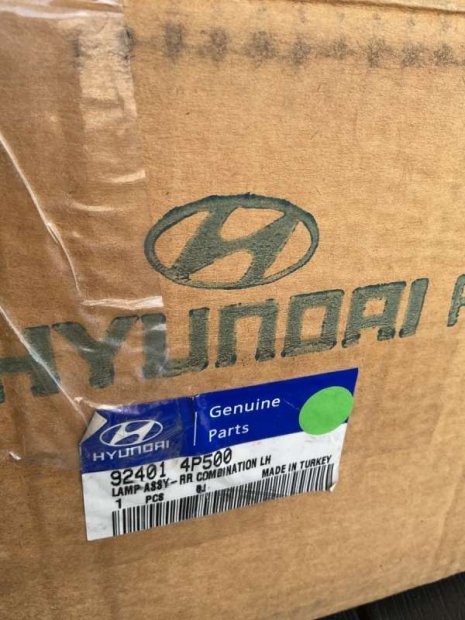 HYUNDAI
HYUNDAI
Genuine
Parts
92401 4P500
LAMP ASSY-RR COMBINATION LH
1 PCS MADE IN TURKEY